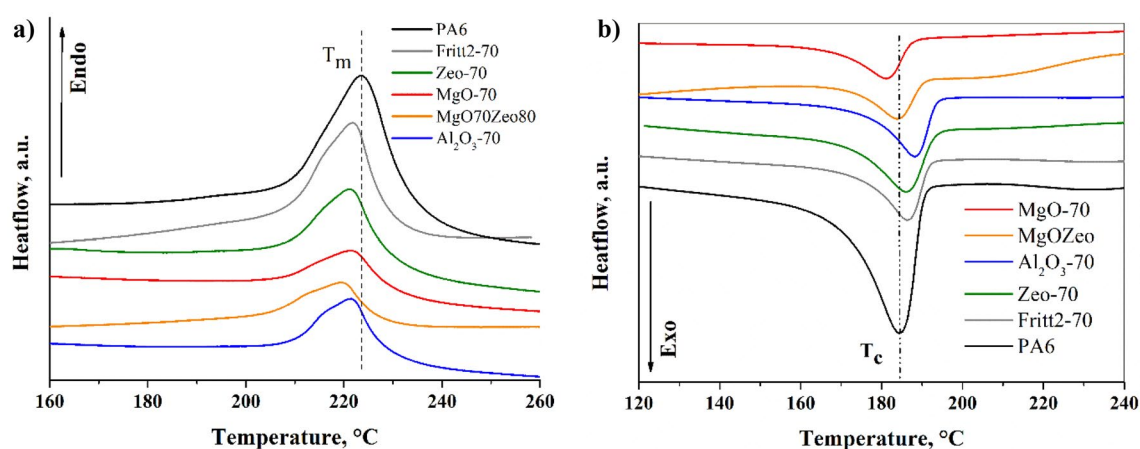 a)
Endo
Heatflow, a.u.
Tm
PA6
Fritt2-70
Zeo-70
MgO-70
MgO70Zeo80
Al₂O₃-70
160 180 200 220 240 260
Temperature, °C
b)
Heatflow, a.u.
Exo
Tc
MgO-70
MgOZeo
Al₂O₃-70
Zeo-70
Fritt2-70
PA6
120 140 160 180 200 220 240
Temperature, °C